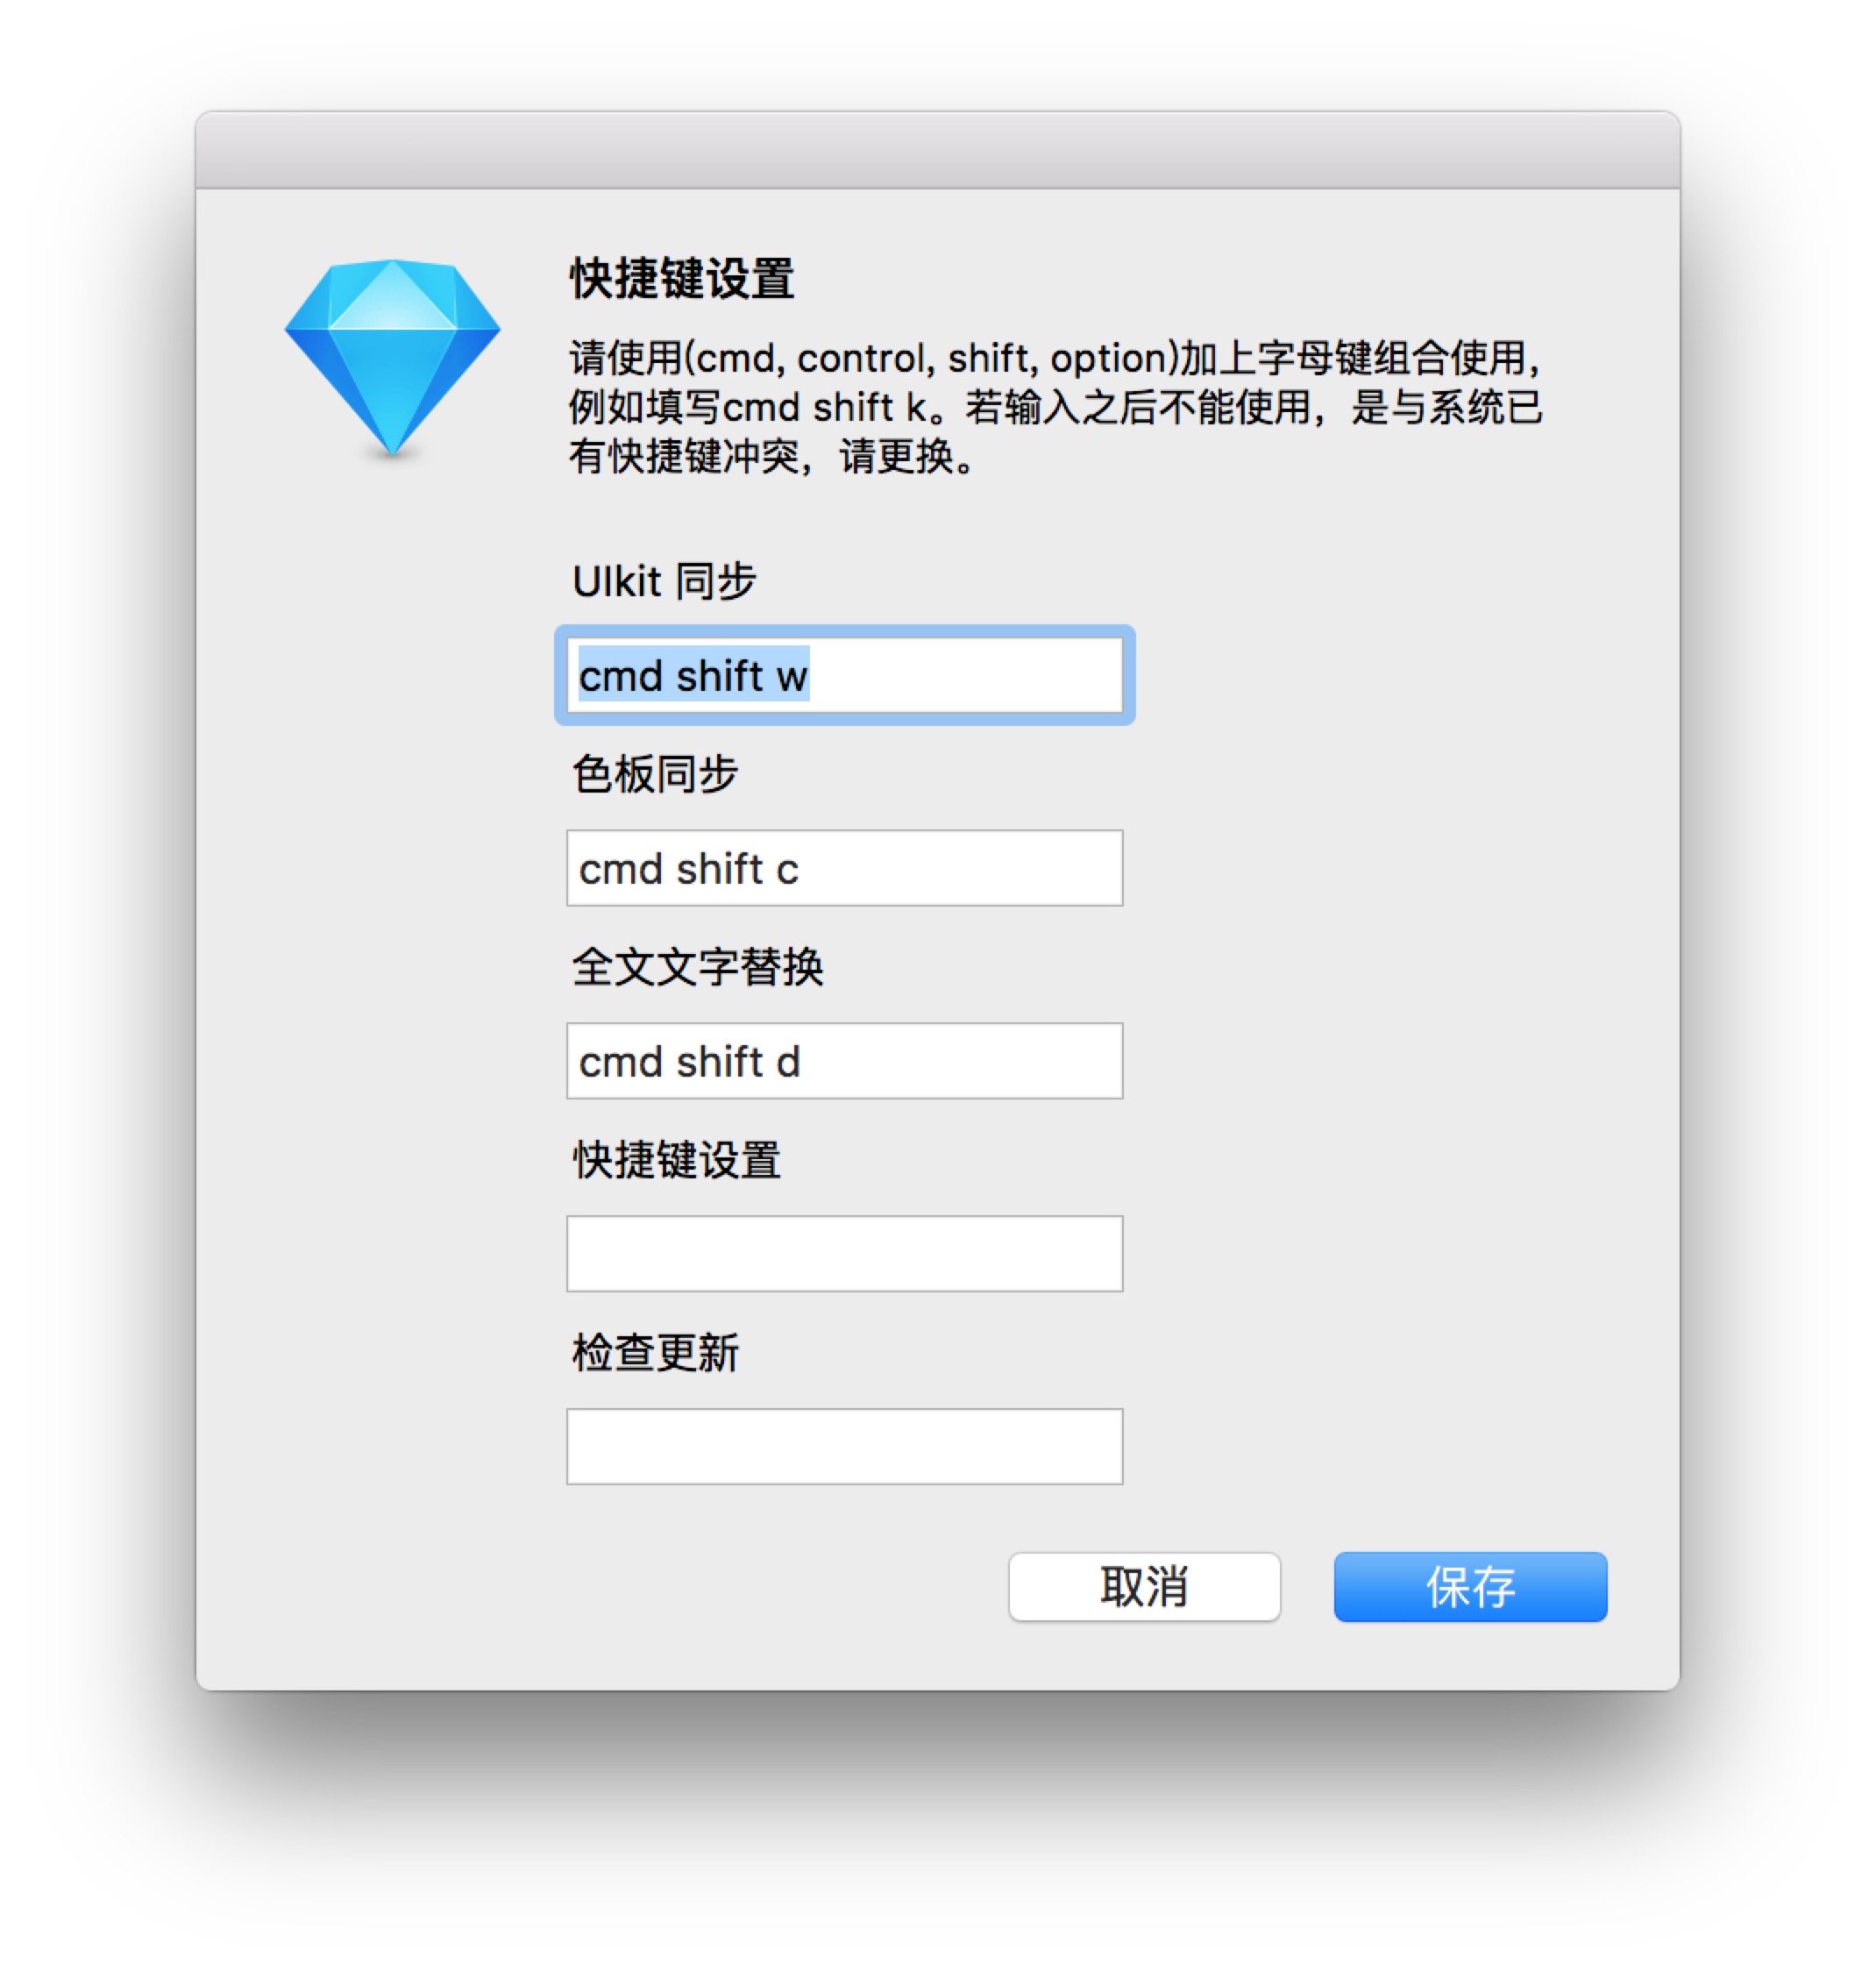 快捷键设置
请使用(cmd, control, shift, option)加上字母键组合使用,
例如填写cmd shift k。若输入之后不能使用，是与系统已
有快捷键冲突，请更换。
UIkit 同步
cmd shift w
色板同步
cmd shift c
全文文字替换
cmd shift d
快捷键设置
检查更新
取消
保存